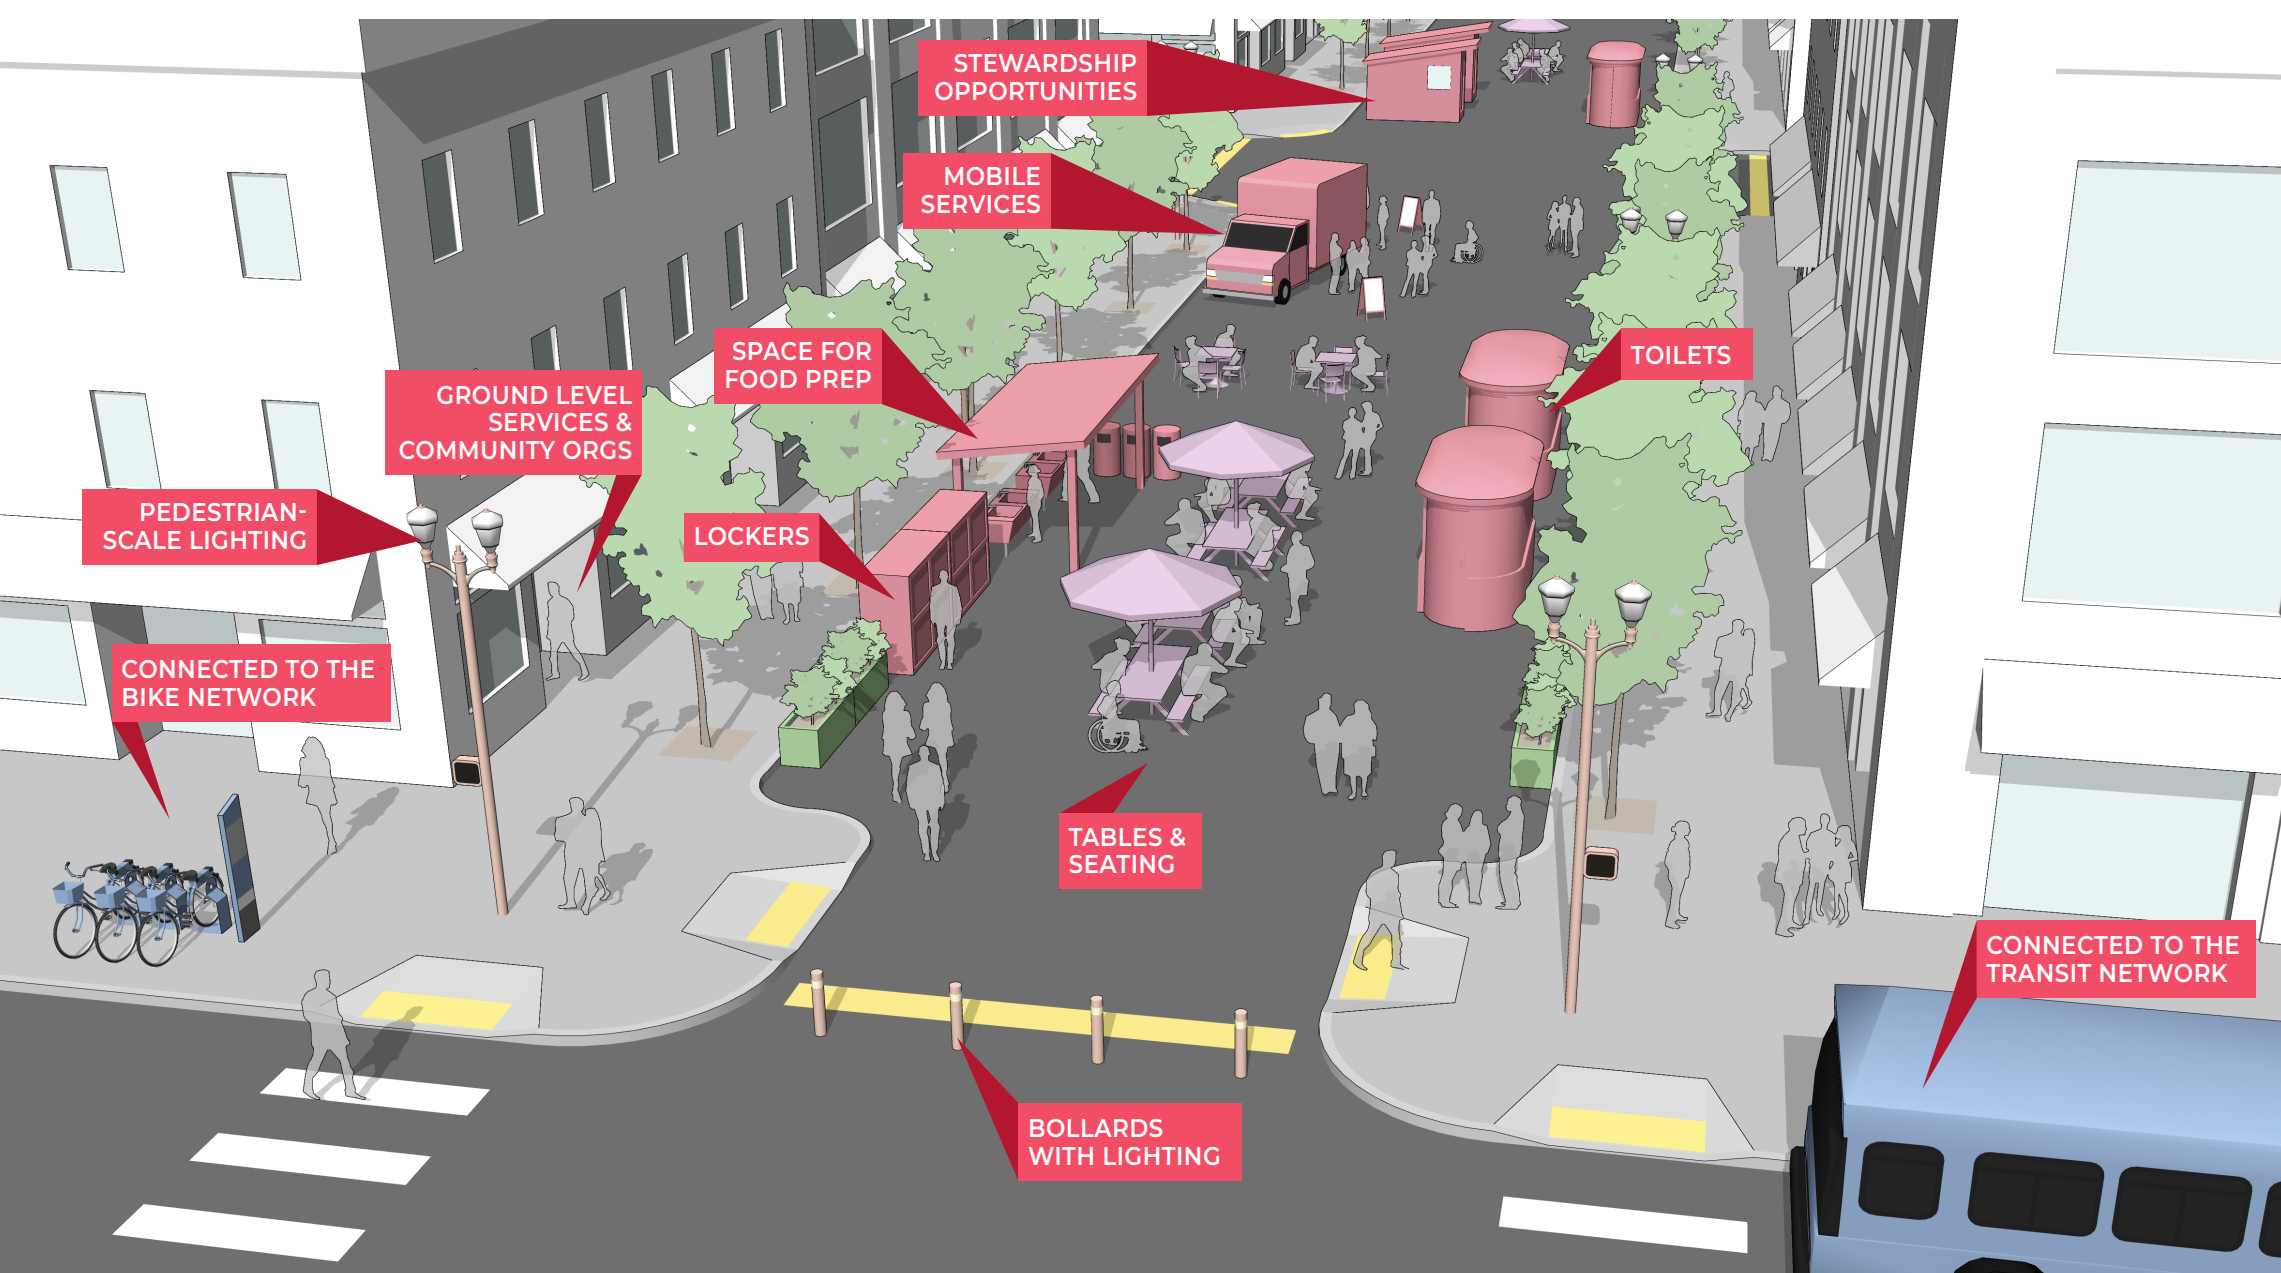 STEWARDSHIP
OPPORTUNITIES
MOBILE
SERVICES
SPACE FOR
FOOD PREP
TOILETS
GROUND LEVEL
SERVICES &
COMMUNITY ORGS
PEDESTRIAN-
SCALE LIGHTING
LOCKERS
CONNECTED TO THE
BIKE NETWORK
TABLES &
SEATING
CONNECTED TO THE
TRANSIT NETWORK
BOLLARDS
WITH LIGHTING